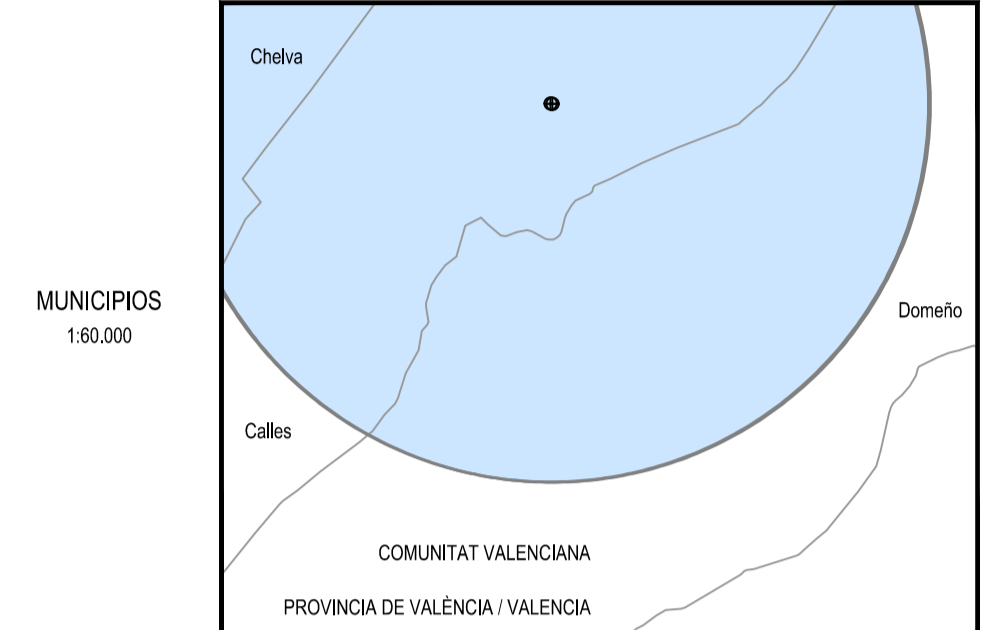 Chelva
MUNICIPIOS
1:60.000
Domeño
Calles
COMUNITAT VALENCIANA
PROVINCIA DE VALÈNCIA / VALENCIA